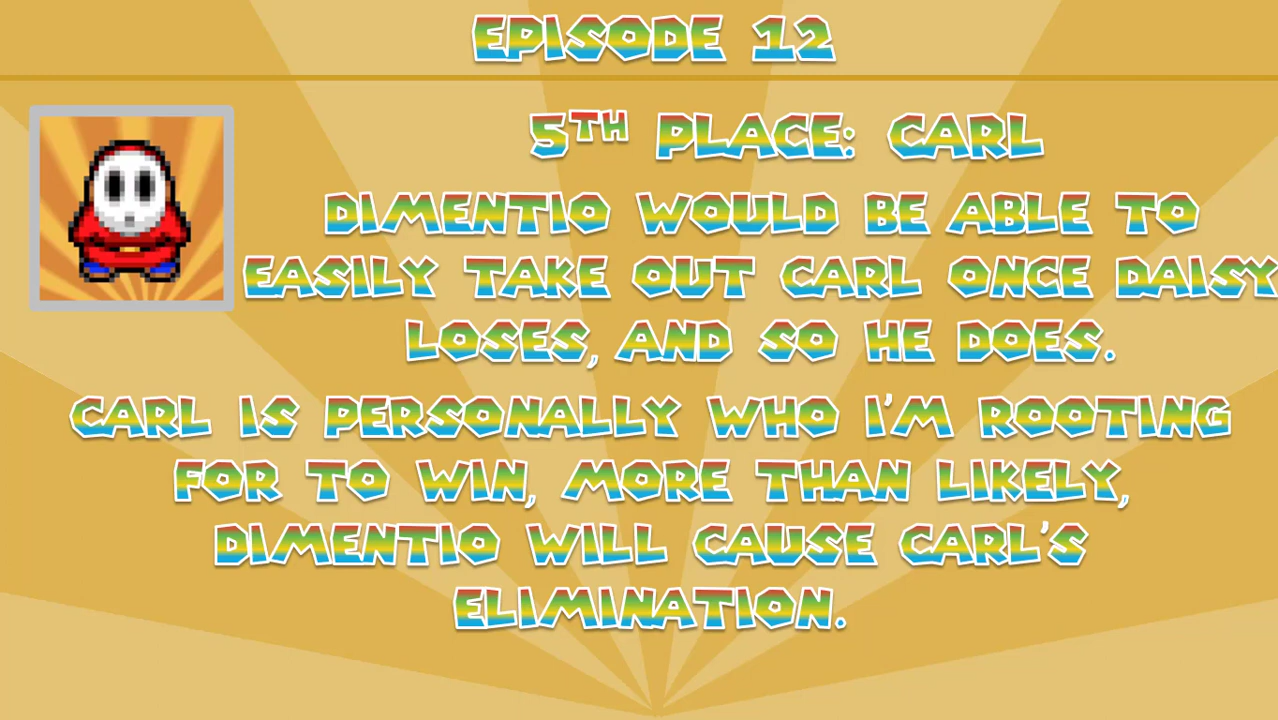 EPISODE 12
5TH PLACE: CARL
DIMENTIO WOULD BE ABLE TO
EASILY TAKE OUT CARL ONCE DAISY
LOSES, AND SO HE DOES.
CARL IS PERSONALLY WHO I'M ROOTING
FOR TO WIN, MORE THAN LIKELY,
DIMENTIO WILL CAUSE CARL'S
ELIMINATION.